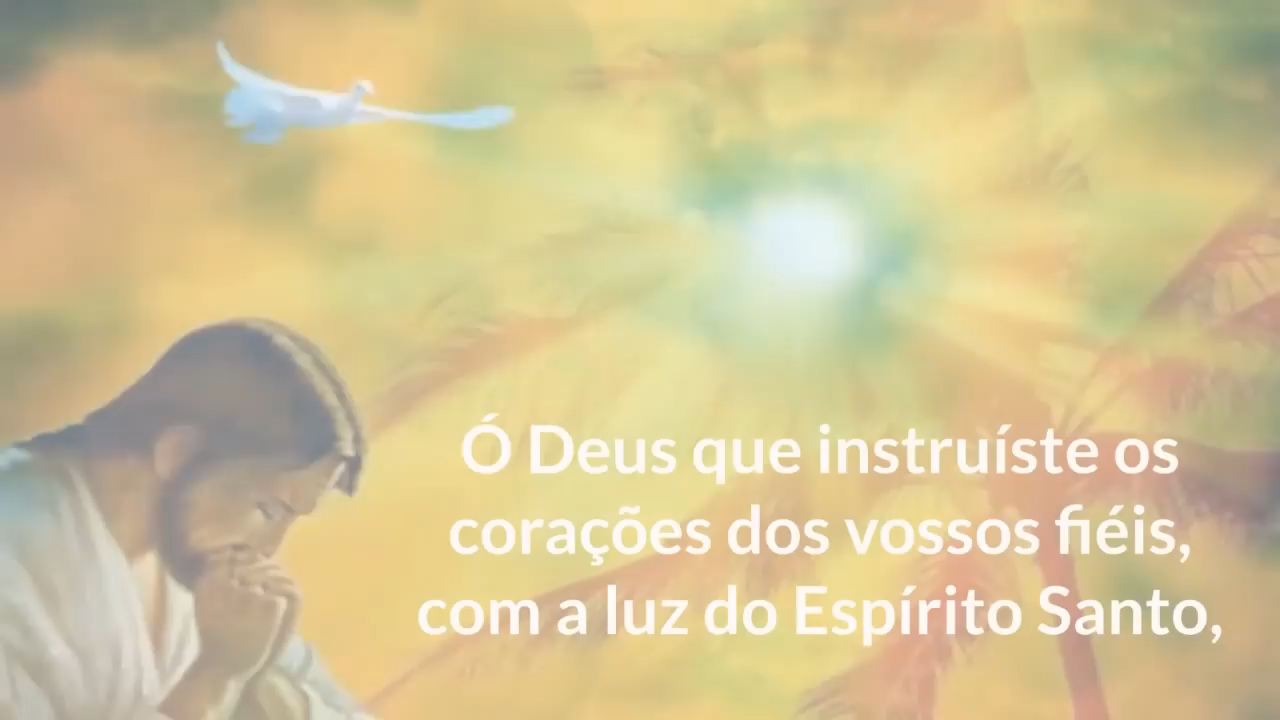 Ó Deus que instruíste os
corações dos vossos fiéis,
com a luz do Espírito Santo,